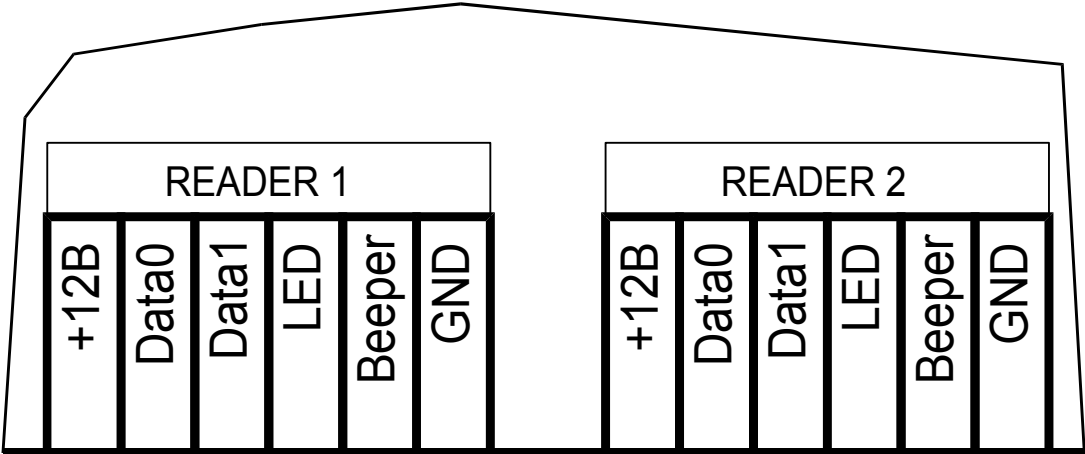 READER 1
+12B
Data0
Data1
LED
Beeper
GND
READER 2
+12B
Data0
Data1
LED
Beeper
GND